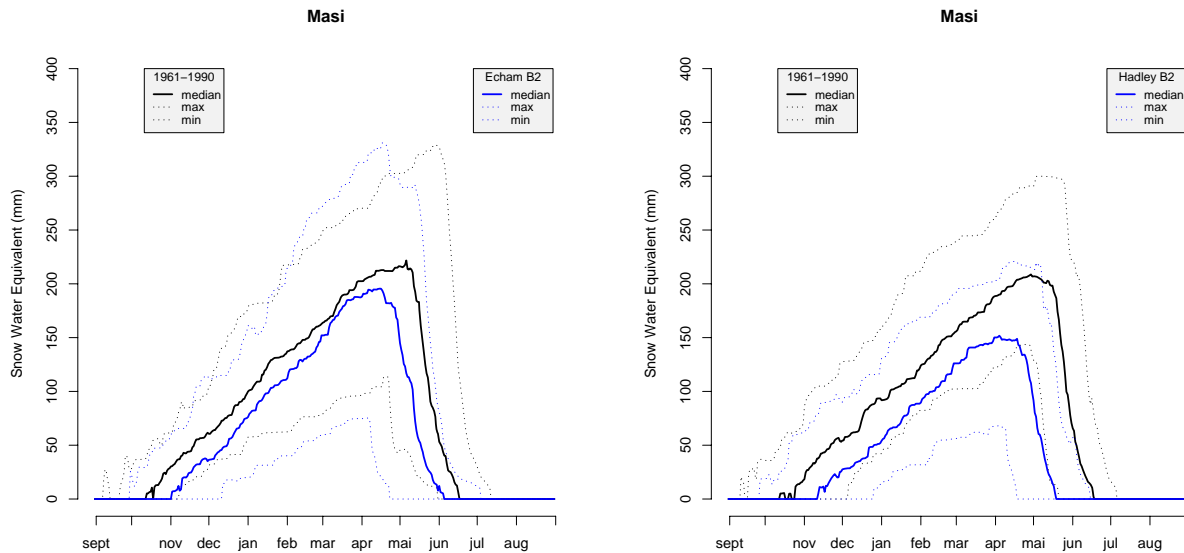 Masi
Snow Water Equivalent (mm)
400
350
300
250
200
150
100
50
0
1961−1990
median
max
min
Echam B2
median
max
min
sept nov dec jan feb mar apr mai jun jul aug
Masi
Snow Water Equivalent (mm)
400
350
300
250
200
150
100
50
0
1961−1990
median
max
min
Hadley B2
median
max
min
sept nov dec jan feb mar apr mai jun jul aug